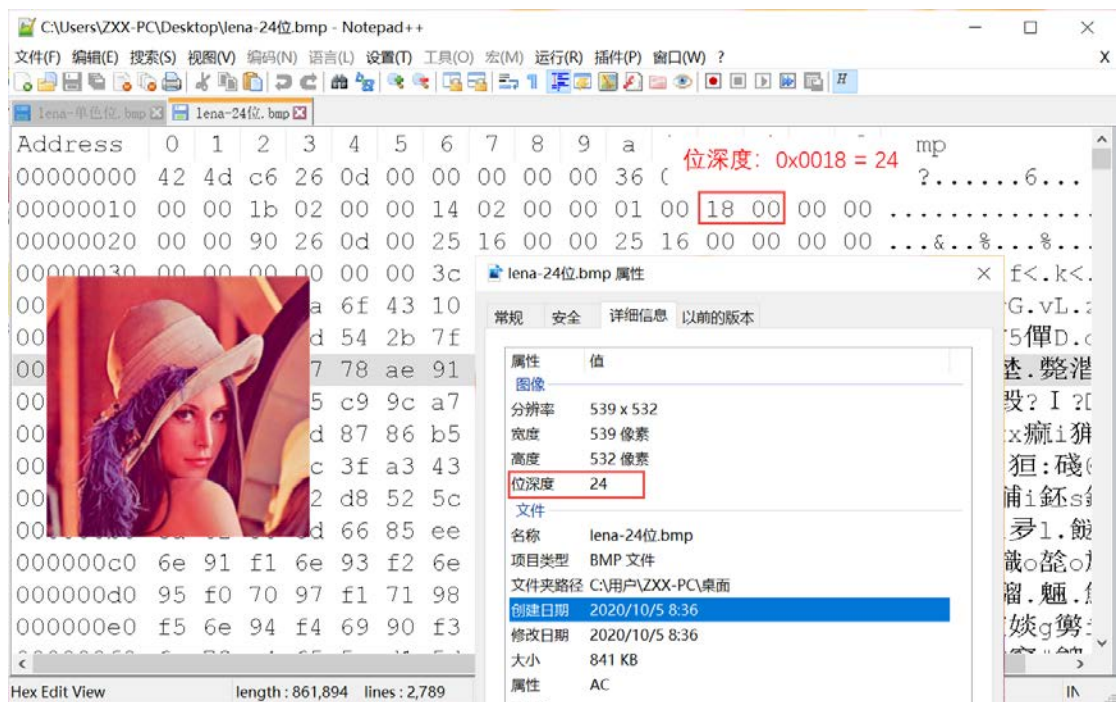 C:\Users\ZXX-PC\Desktop\lena-24位.bmp - Notepad++
文件(F) 编辑(E) 搜索(S) 视图(V) 编码(N) 语言(L) 设置(T) 工具(O) 宏(M) 运行(R) 插件(P) 窗口(W) ? X
lena-单色位.bmp lena-24位.bmp
Address 0 1 2 3 4 5 6 7 8 9 a mp
位深度：0x0018 = 24
00000000 42 4d c6 26 0d 00 00 00 00 00 36 ?......6...
00000010 00 00 1b 02 00 00 14 02 00 00 01 00 18 00 00 00 ................
00000020 00 00 90 26 0d 00 25 16 00 00 25 16 00 00 00 00 ...&..%...%...
00000030 00 00 00 00 00 00 3c f<.k<.
00 a 6f 43 10 G.vL.
00 d 54 2b 7f 5僤D.
00 7 78 ae 91
00 5 c9 9c a7
00 d 87 86 b5
00 c 3f a3 43
00 2 d8 52 5c
00 d 66 85 ee
000000c0 6e 91 f1 6e 93 f2 6e
000000d0 95 f0 70 97 f1 71 98
000000e0 f5 6e 94 f4 69 90 f3
lena-24位.bmp 属性
常规 安全 详细信息 以前的版本
属性 值
图像
分辨率 539 x 532
宽度 539 像素
高度 532 像素
位深度 24
文件
名称 lena-24位.bmp
项目类型 BMP 文件
文件夹路径 C:\用户\ZXX-PC\桌面
创建日期 2020/10/5 8:36
修改日期 2020/10/5 8:36
大小 841 KB
属性 AC
Hex Edit View length : 861,894 lines : 2,789 IN